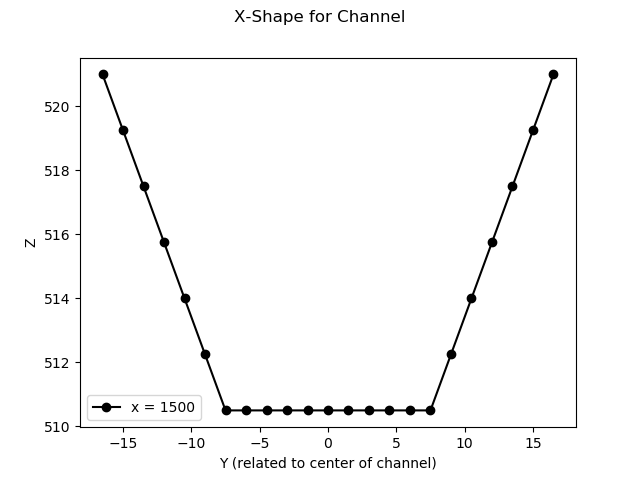 X-Shape for Channel
520
518
516
514
512
510
Z
x = 1500
−15 −10 −5 0 5 10 15
Y (related to center of channel)